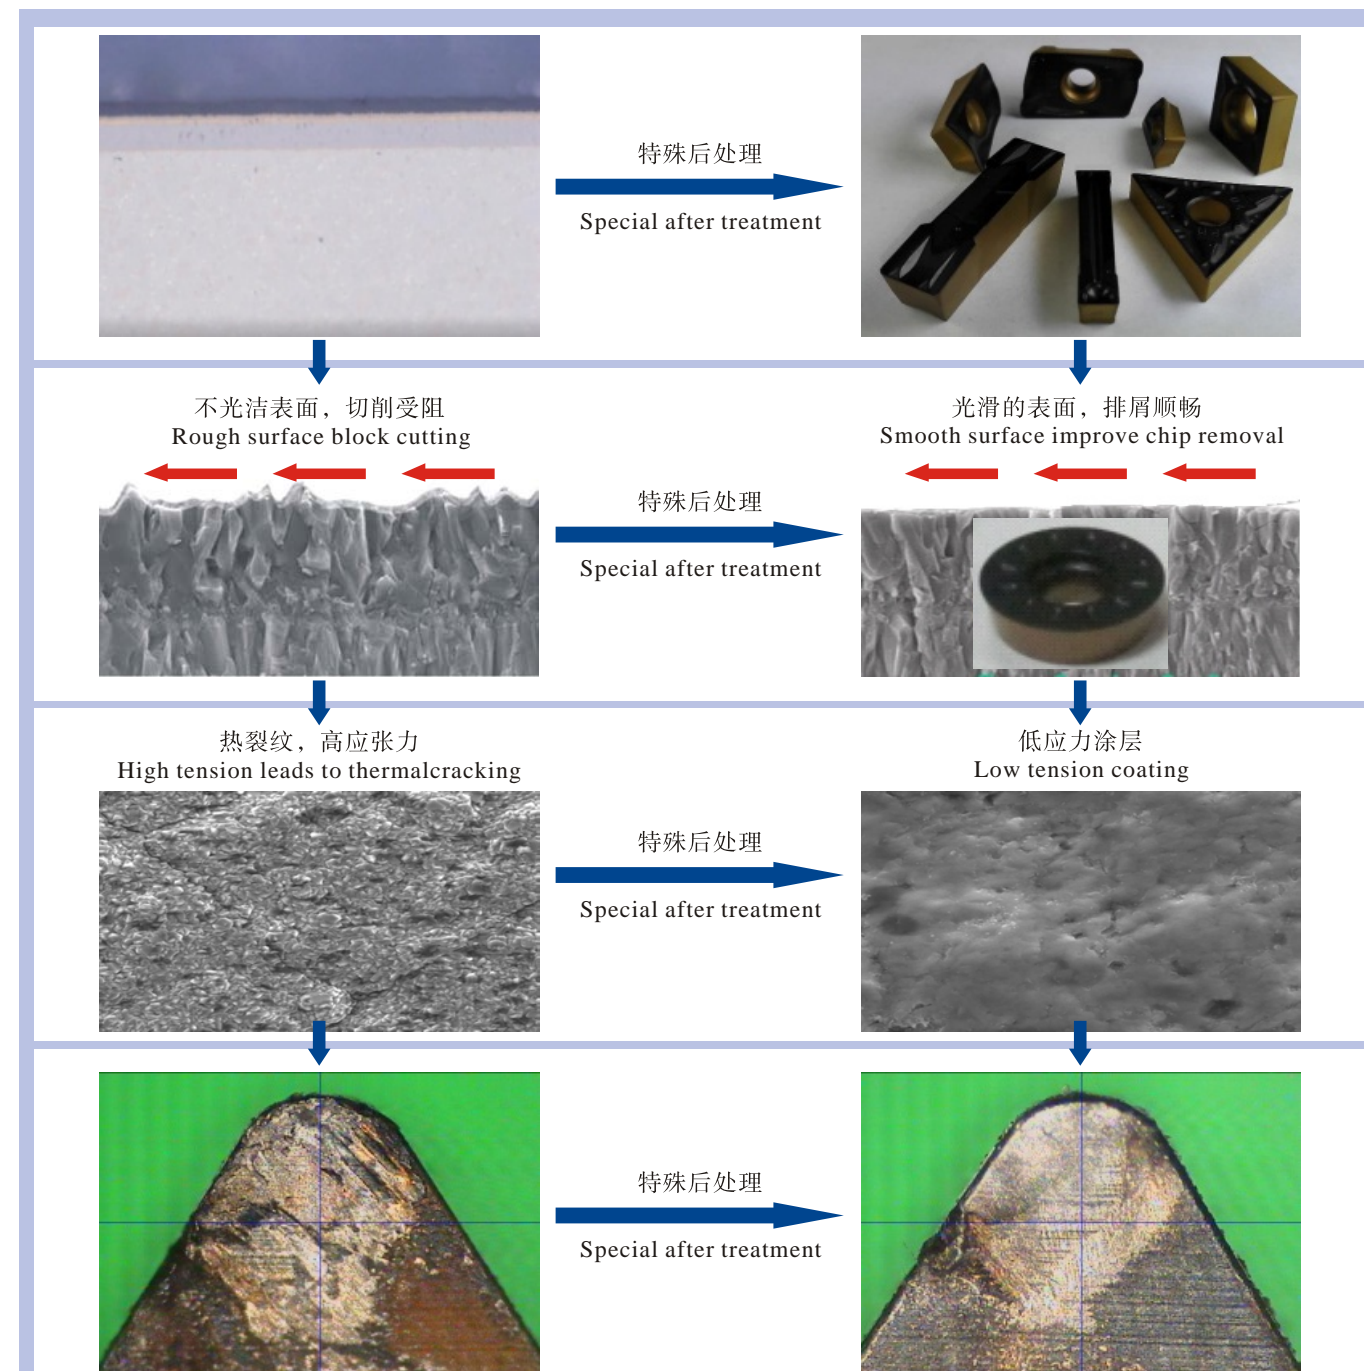 特殊后处理
Special after treatment
不光洁表面，切削受阻
Rough surface block cutting
光滑的表面，排屑顺畅
Smooth surface improve chip removal
特殊后处理
Special after treatment
热裂纹，高应张力
High tension leads to thermalcracking
低应力涂层
Low tension coating
特殊后处理
Special after treatment
特殊后处理
Special after treatment